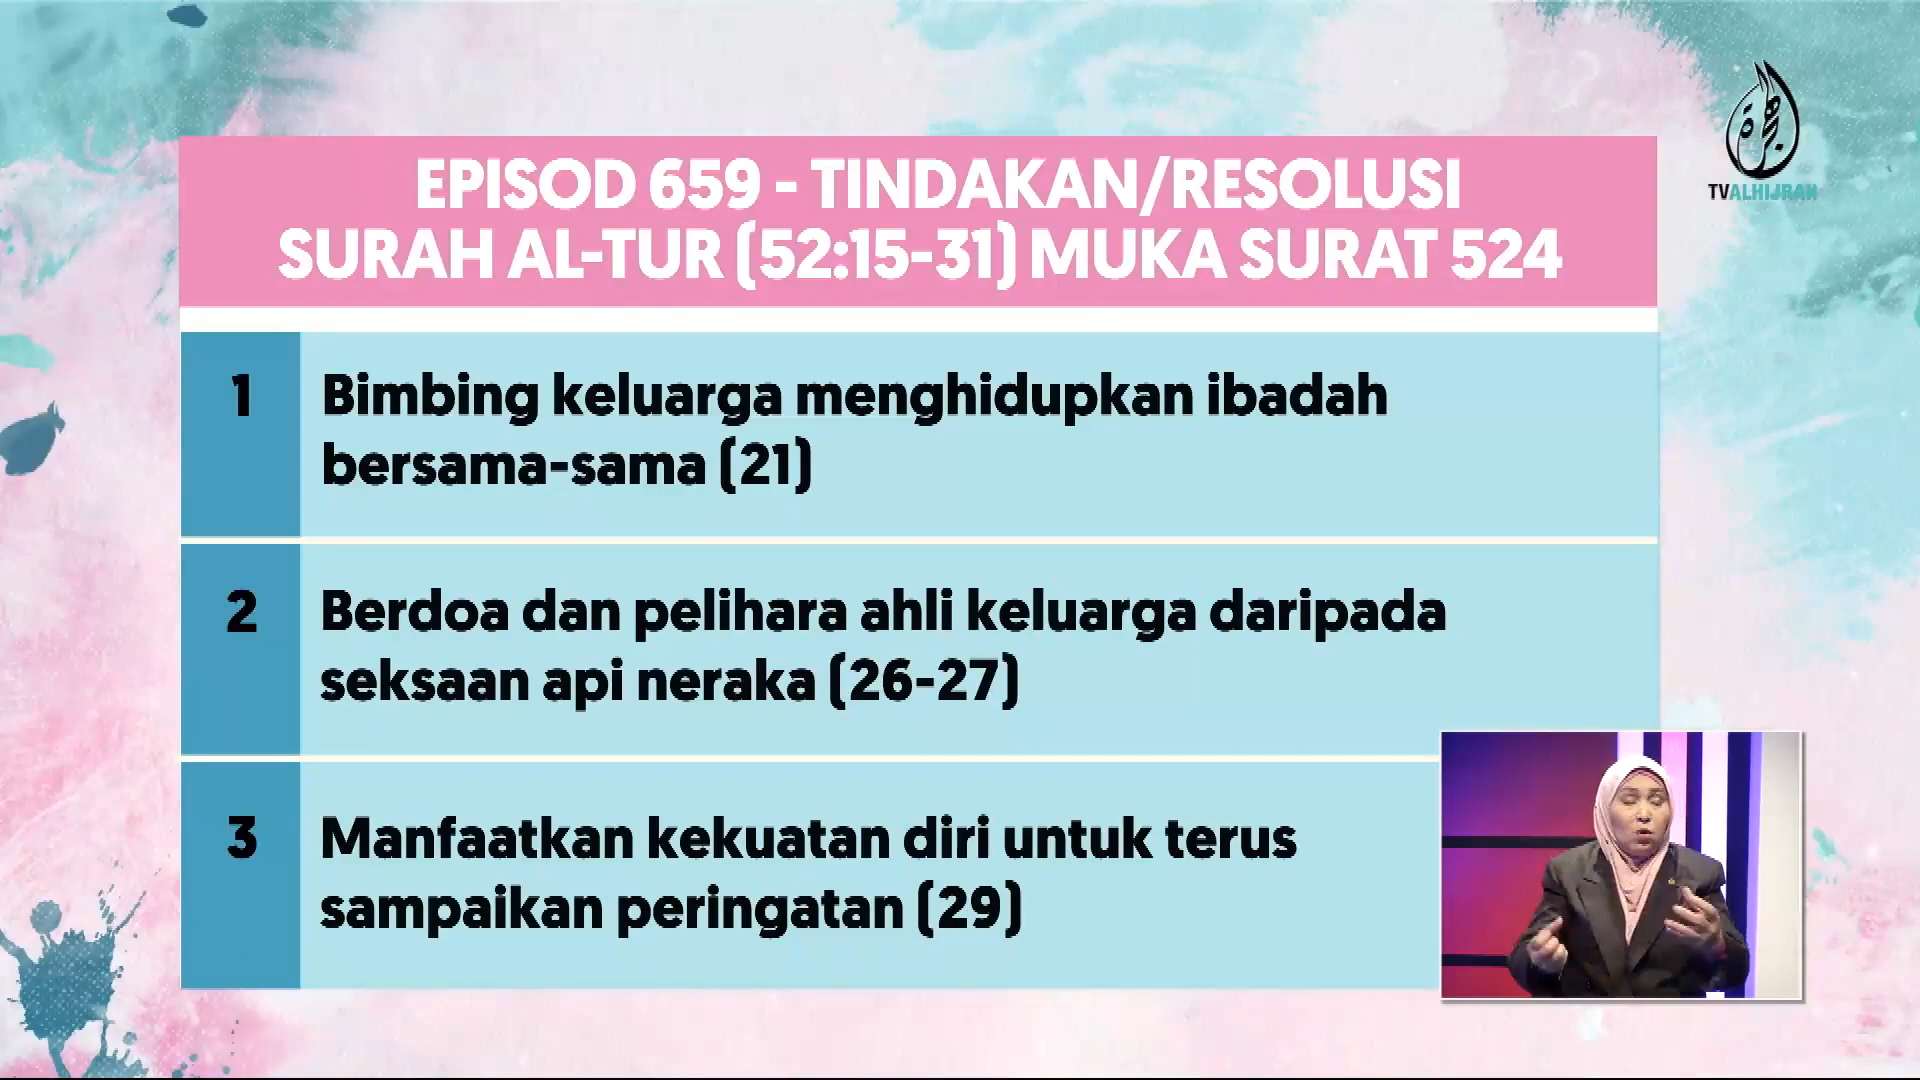 EPISOD 659 - TINDAKAN/RESOLUSI
SURAH AL-TUR (52:15-31) MUKA SURAT 524
1
Bimbing keluarga menghidupkan ibadah
bersama-sama (21)
2
Berdoa dan pelihara ahli keluarga daripada
seksaan api neraka (26-27)
3
Manfaatkan kekuatan diri untuk terus
sampaikan peringatan (29)
هجرة
TVALHIJRAH